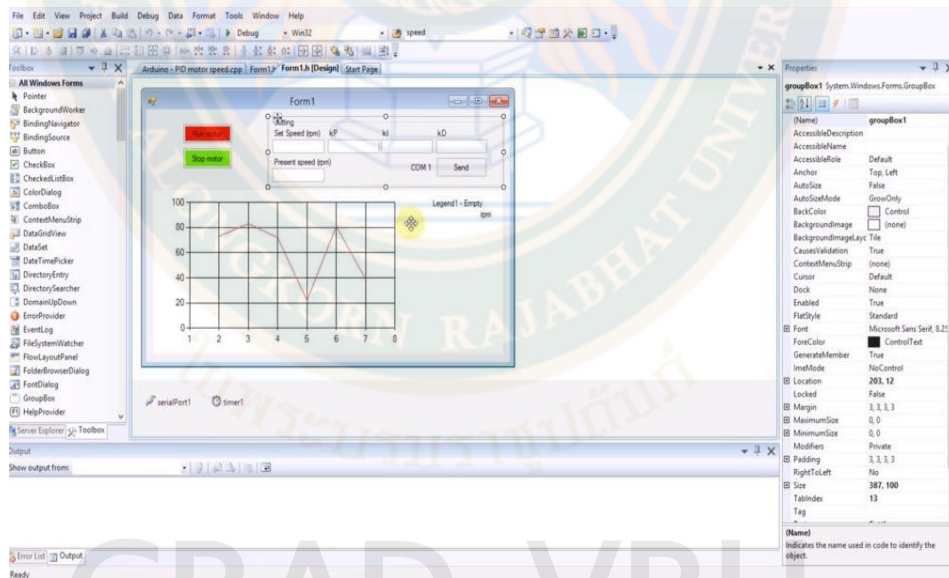 File Edit View Project Build Debug Data Format Tools Window Help
Debug Win32 speed
Toolbox
Arduino - PID motor speed.cpp Form1.h Form1.h [Design] Start Page
All Windows Forms
Pointer
BackgroundWorker
BindingNavigator
BindingSource
Button
CheckBox
CheckedListBox
ColorDialog
ComboBox
ContextMenuStrip
DataGridView
DataSet
DateTimePicker
DirectoryEntry
DirectorySearcher
DomainUpDown
ErrorProvider
EventLog
FileSystemWatcher
FlowLayoutPanel
FolderBrowserDialog
FontDialog
GroupBox
HelpProvider
Server Explorer Toolbox
Form1
Set Speed (rpm) kP kI kD
Run motor
Stop motor
Present speed (rpm)
COM 1 Send
Legend1 - Empty
rpm
100
80
60
40
20
0
1 2 3 4 5 6 7 8
serialPort1 timer1
Properties
groupBox1 System.Windows.Forms.GroupBox
(Name) groupBox1
AccessibleDescription
AccessibleName
AccessibleRole Default
Anchor Top, Left
AutoSize False
AutoSizeMode GrowOnly
BackColor Control
BackgroundImage (none)
BackgroundImageLayc Tile
CausesValidation True
ContextMenuStrip (none)
Cursor Default
Dock None
Enabled True
FlatStyle Standard
Font Microsoft Sans Serif, 8.25
ForeColor ControlText
GenerateMember True
ImeMode NoControl
Location 203, 12
Locked False
Margin 3, 3, 3, 3
MaximumSize 0, 0
MinimumSize 0, 0
Modifiers Private
Padding 3, 3, 3, 3
RightToLeft No
Size 387, 100
TabIndex 13
Tag
(Name)
Indicates the name used in code to identify the
object.
Output
Show output from:
Error List Output
Ready
ALONGKORN RAJABHAT
GRAD VRU